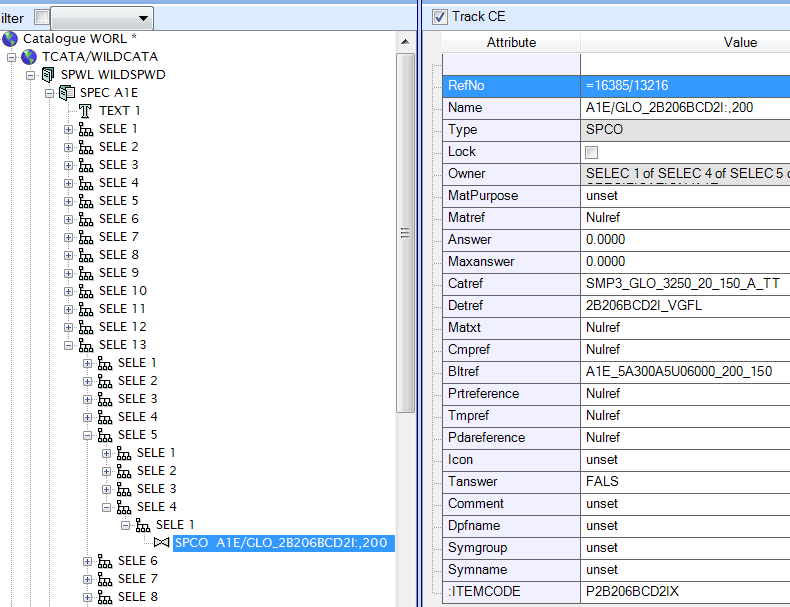 ilter
Catalogue WORL *
TCATA/WILDCATA
SPWL WILDSPWD
SPEC A1E
TEXT 1
SELE 1
SELE 2
SELE 3
SELE 4
SELE 5
SELE 6
SELE 7
SELE 8
SELE 9
SELE 10
SELE 11
SELE 12
SELE 13
SELE 1
SELE 2
SELE 3
SELE 4
SELE 5
SELE 1
SELE 2
SELE 3
SELE 4
SELE 1
SPCO A1E/GLO_2B206BCD2I:,200
SELE 6
SELE 7
SELE 8
Track CE
Attribute Value
RefNo =16385/13216
Name A1E/GLO_2B206BCD2I:,200
Type SPCO
Lock
Owner SELEC 1 of SELEC 4 of SELEC 5
MatPurpose unset
Matref Nulref
Answer 0.0000
Maxanswer 0.0000
Catref SMP3_GLO_3250_20_150_A_TT
Detref 2B206BCD2I_VGFL
Matxt Nulref
Cmpref Nulref
Bltref A1E_5A300A5U06000_200_150
Prtreference Nulref
Tmpref Nulref
Pdareference Nulref
Icon unset
Tanswer FALS
Comment unset
Dpfname unset
Symgroup unset
Symname unset
:ITEMCODE P2B206BCD2IX